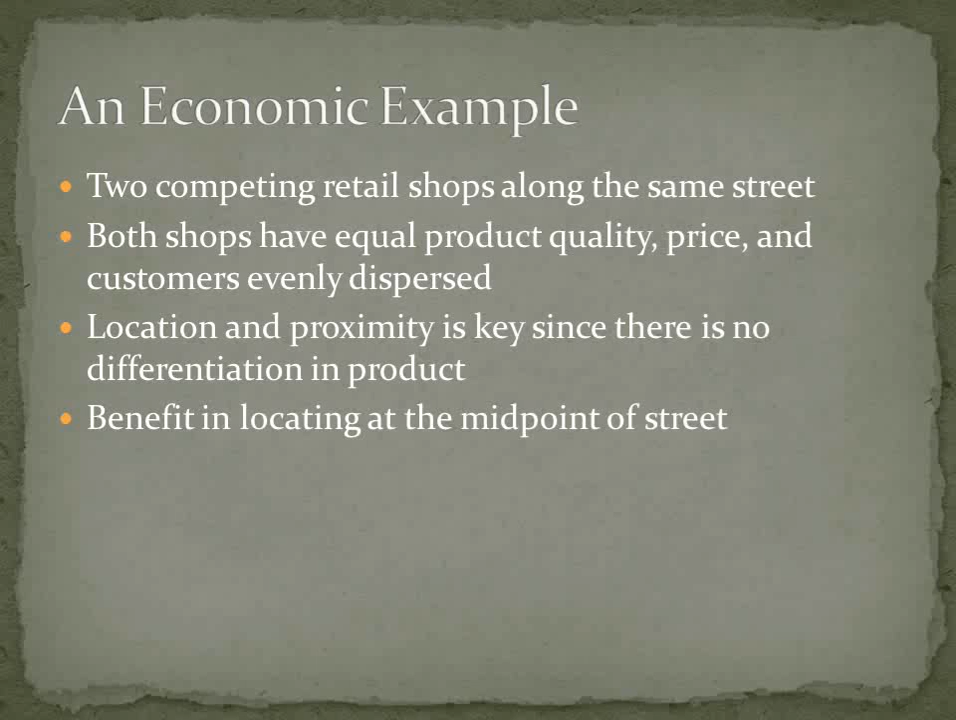 An Economic Example
• Two competing retail shops along the same street
• Both shops have equal product quality, price, and
customers evenly dispersed
• Location and proximity is key since there is no
differentiation in product
• Benefit in locating at the midpoint of street